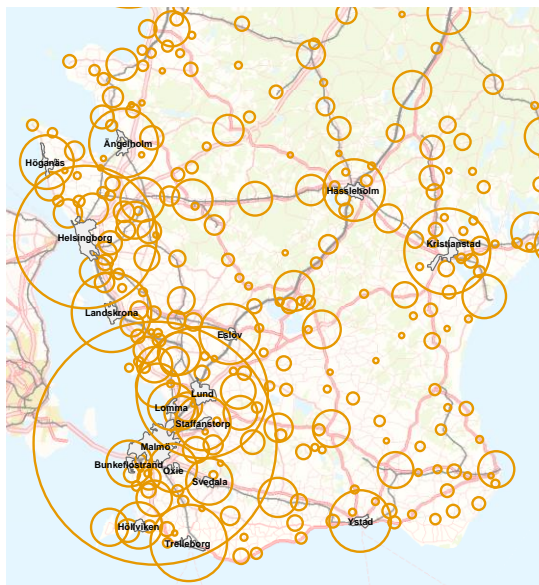 Ängelholm
Höganäs
Hässleholm
Helsingborg
Kristianstad
Landskrona
Eslöv
Lund
Lomma
Staffanstorp
Malmö
Bunkeflostrand
Oxie
Svedala
Höllviken
Ystad
Trelleborg